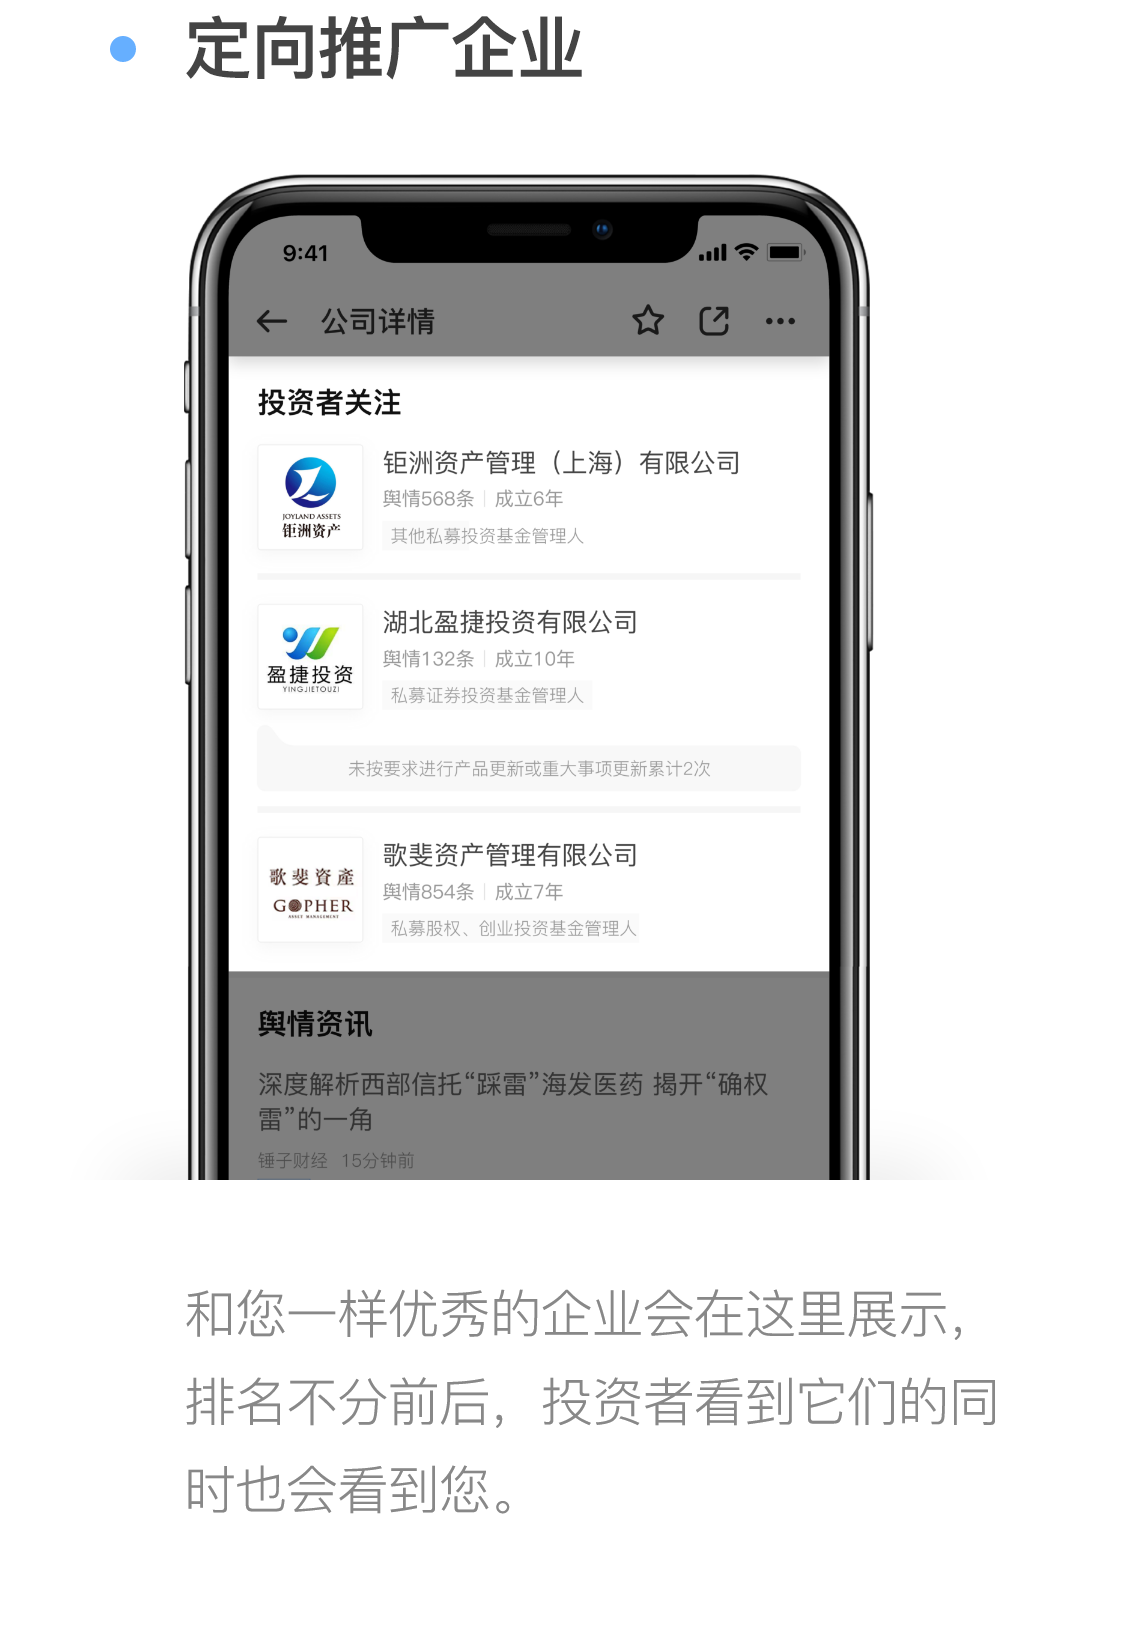 定向推广企业
9:41
公司详情
投资者关注
JOYLAND ASSETS
钜洲资产
钜洲资产管理（上海）有限公司
舆情568条 成立6年
其他私募投资基金管理人
盈捷投资
YINGJIETOUZI
湖北盈捷投资有限公司
舆情132条 成立10年
私募证券投资基金管理人
未按要求进行产品更新或重大事项更新累计2次
歌斐資產
GOPHER
ASSET MANAGEMENT
歌斐资产管理有限公司
舆情854条 成立7年
私募股权、创业投资基金管理人
舆情资讯
深度解析西部信托“踩雷”海发医药 揭开“确权
雷”的一角
锤子财经 15分钟前
和您一样优秀的企业会在这里展示，
排名不分前后，投资者看到它们的同
时也会看到您。